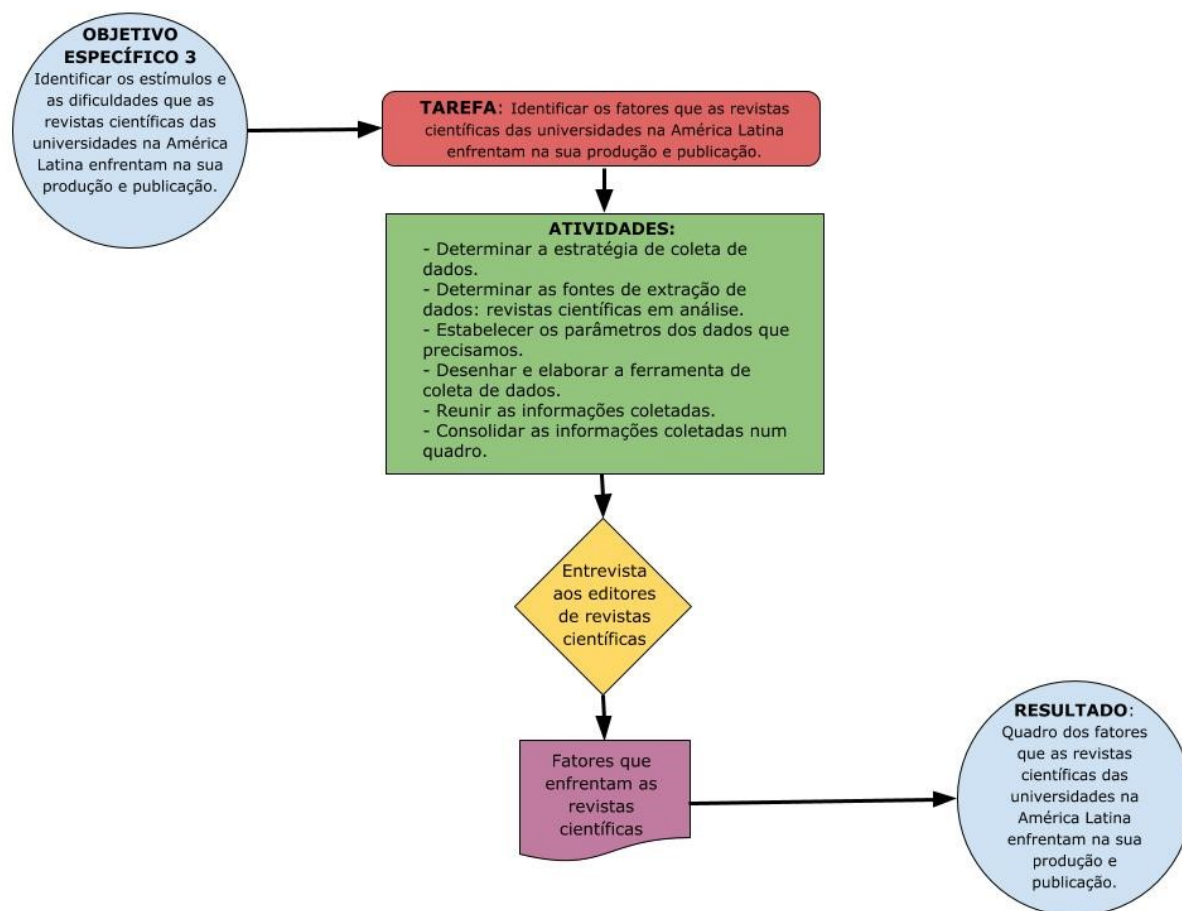 OBJETIVO
ESPECÍFICO 3
Identificar os estímulos e
as dificuldades que as
revistas científicas das
universidades na América
Latina enfrentam na sua
produção e publicação.
TAREFA: Identificar os fatores que as revistas
científicas das universidades na América Latina
enfrentam na sua produção e publicação.
ATIVIDADES:
- Determinar a estratégia de coleta de
dados.
- Determinar as fontes de extração de
dados: revistas científicas em análise.
- Estabelecer os parâmetros dos dados que
precisamos.
- Desenhar e elaborar a ferramenta de
coleta de dados.
- Reunir as informações coletadas.
- Consolidar as informações coletadas num
quadro.
Entrevista
aos editores
de revistas
científicas
Fatores que
enfrentam as
revistas
científicas
RESULTADO:
Quadro dos fatores
que as revistas
científicas das
universidades na
América Latina
enfrentam na sua
produção e
publicação.